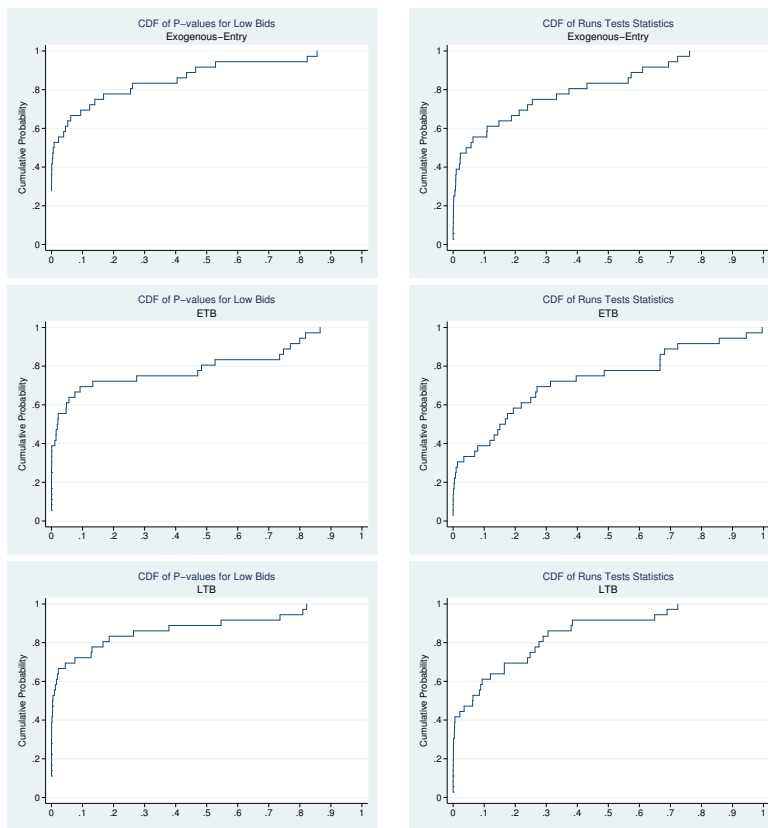 CDF of P−values for Low Bids
Exogenous−Entry
Cumulative Probability
1
.8
.6
.4
.2
0
0 .1 .2 .3 .4 .5 .6 .7 .8 .9 1
CDF of Runs Tests Statistics
Exogenous−Entry
Cumulative Probability
1
.8
.6
.4
.2
0
0 .1 .2 .3 .4 .5 .6 .7 .8 .9 1
CDF of P−values for Low Bids
ETB
Cumulative Probability
1
.8
.6
.4
.2
0
0 .1 .2 .3 .4 .5 .6 .7 .8 .9 1
CDF of Runs Tests Statistics
ETB
Cumulative Probability
1
.8
.6
.4
.2
0
0 .1 .2 .3 .4 .5 .6 .7 .8 .9 1
CDF of P−values for Low Bids
LTB
Cumulative Probability
1
.8
.6
.4
.2
0
0 .1 .2 .3 .4 .5 .6 .7 .8 .9 1
CDF of Runs Tests Statistics
LTB
Cumulative Probability
1
.8
.6
.4
.2
0
0 .1 .2 .3 .4 .5 .6 .7 .8 .9 1